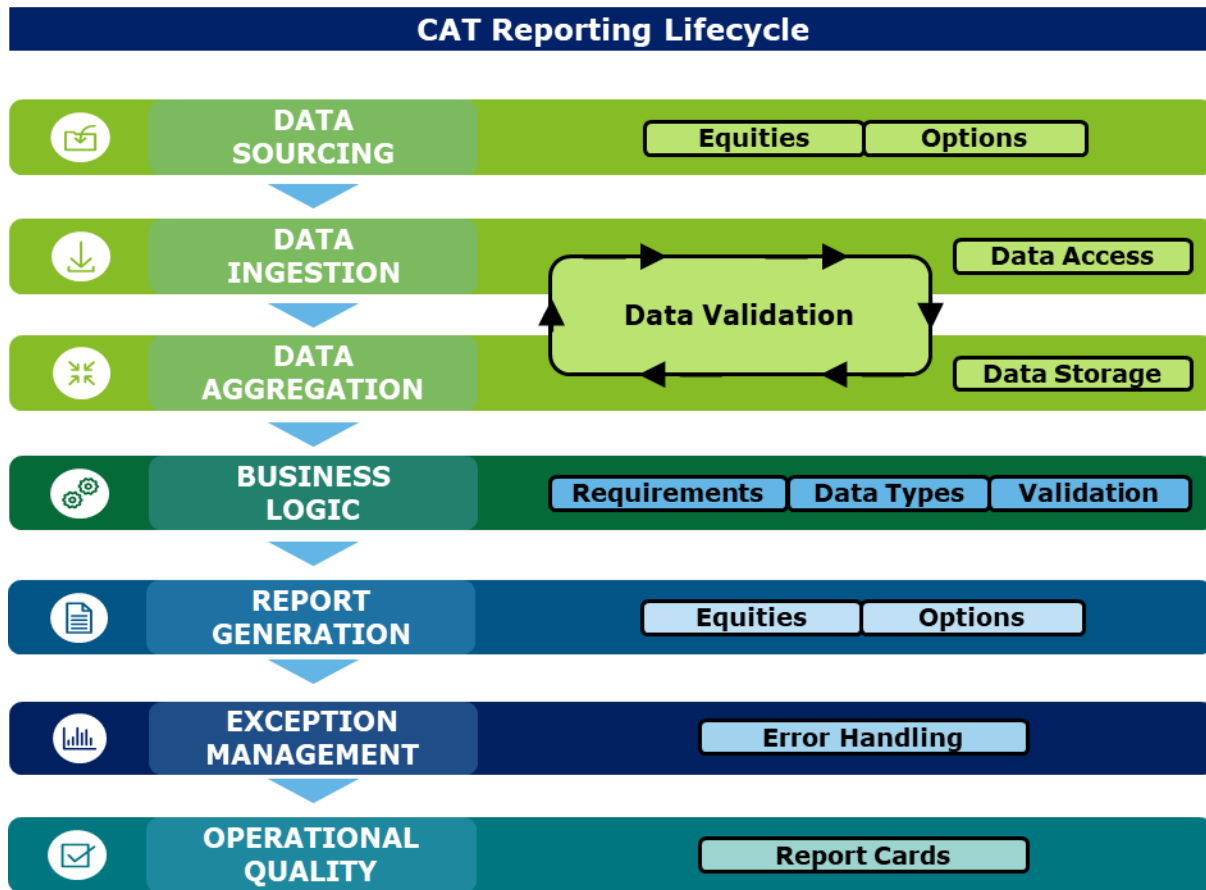 CAT Reporting Lifecycle
DATA
SOURCING
Equities
Options
DATA
INGESTION
Data Access
Data Validation
DATA
AGGREGATION
Data Storage
BUSINESS
LOGIC
Requirements
Data Types
Validation
REPORT
GENERATION
Equities
Options
EXCEPTION
MANAGEMENT
Error Handling
OPERATIONAL
QUALITY
Report Cards